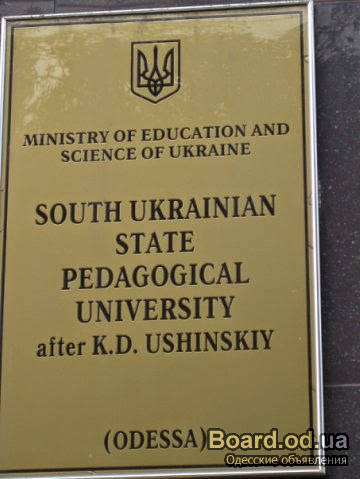 MINISTRY OF EDUCATION AND
SCIENCE OF UKRAINE
SOUTH UKRAINIAN
STATE
PEDAGOGICAL
UNIVERSITY
after K.D. USHINSKIY
(ODESSA)
Board.od.ua
Одесские объявления